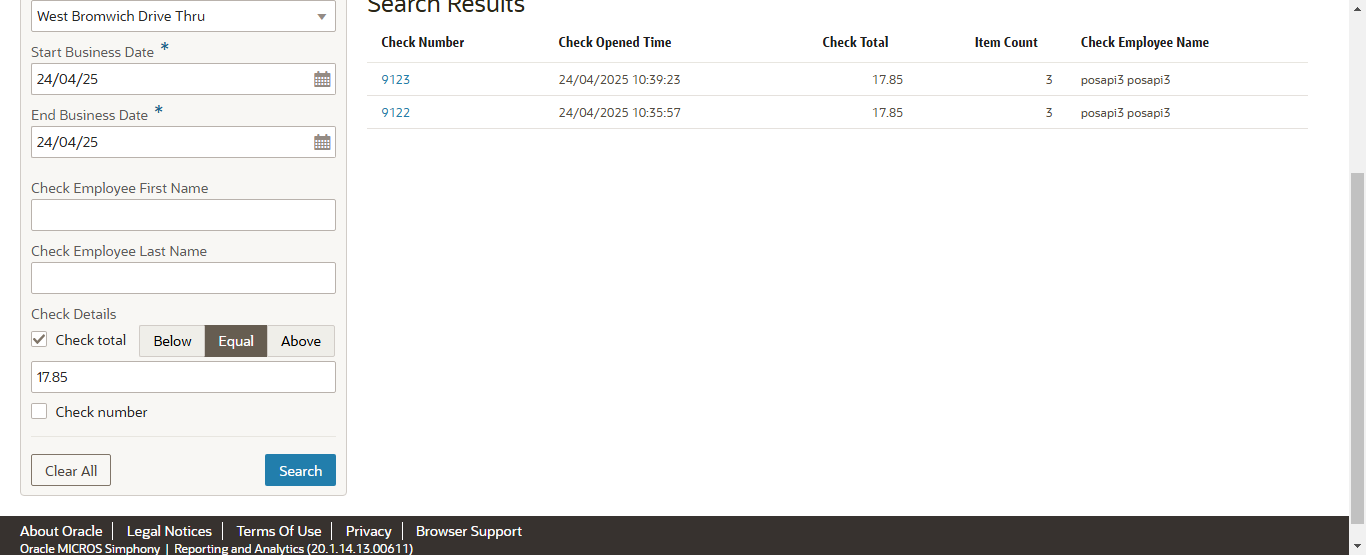 West Bromwich Drive Thru
Start Business Date *
24/04/25
End Business Date *
24/04/25
Check Employee First Name
Check Employee Last Name
Check Details
Check total Below Equal Above
17.85
Check number
Clear All Search
Search Results
Check Number Check Opened Time Check Total Item Count Check Employee Name
9123 24/04/2025 10:39:23 17.85 3 posapi3 posapi3
9122 24/04/2025 10:35:57 17.85 3 posapi3 posapi3
About Oracle | Legal Notices | Terms Of Use | Privacy | Browser Support
Oracle MICROS Simphony | Reporting and Analytics (20.1.14.13.00611)